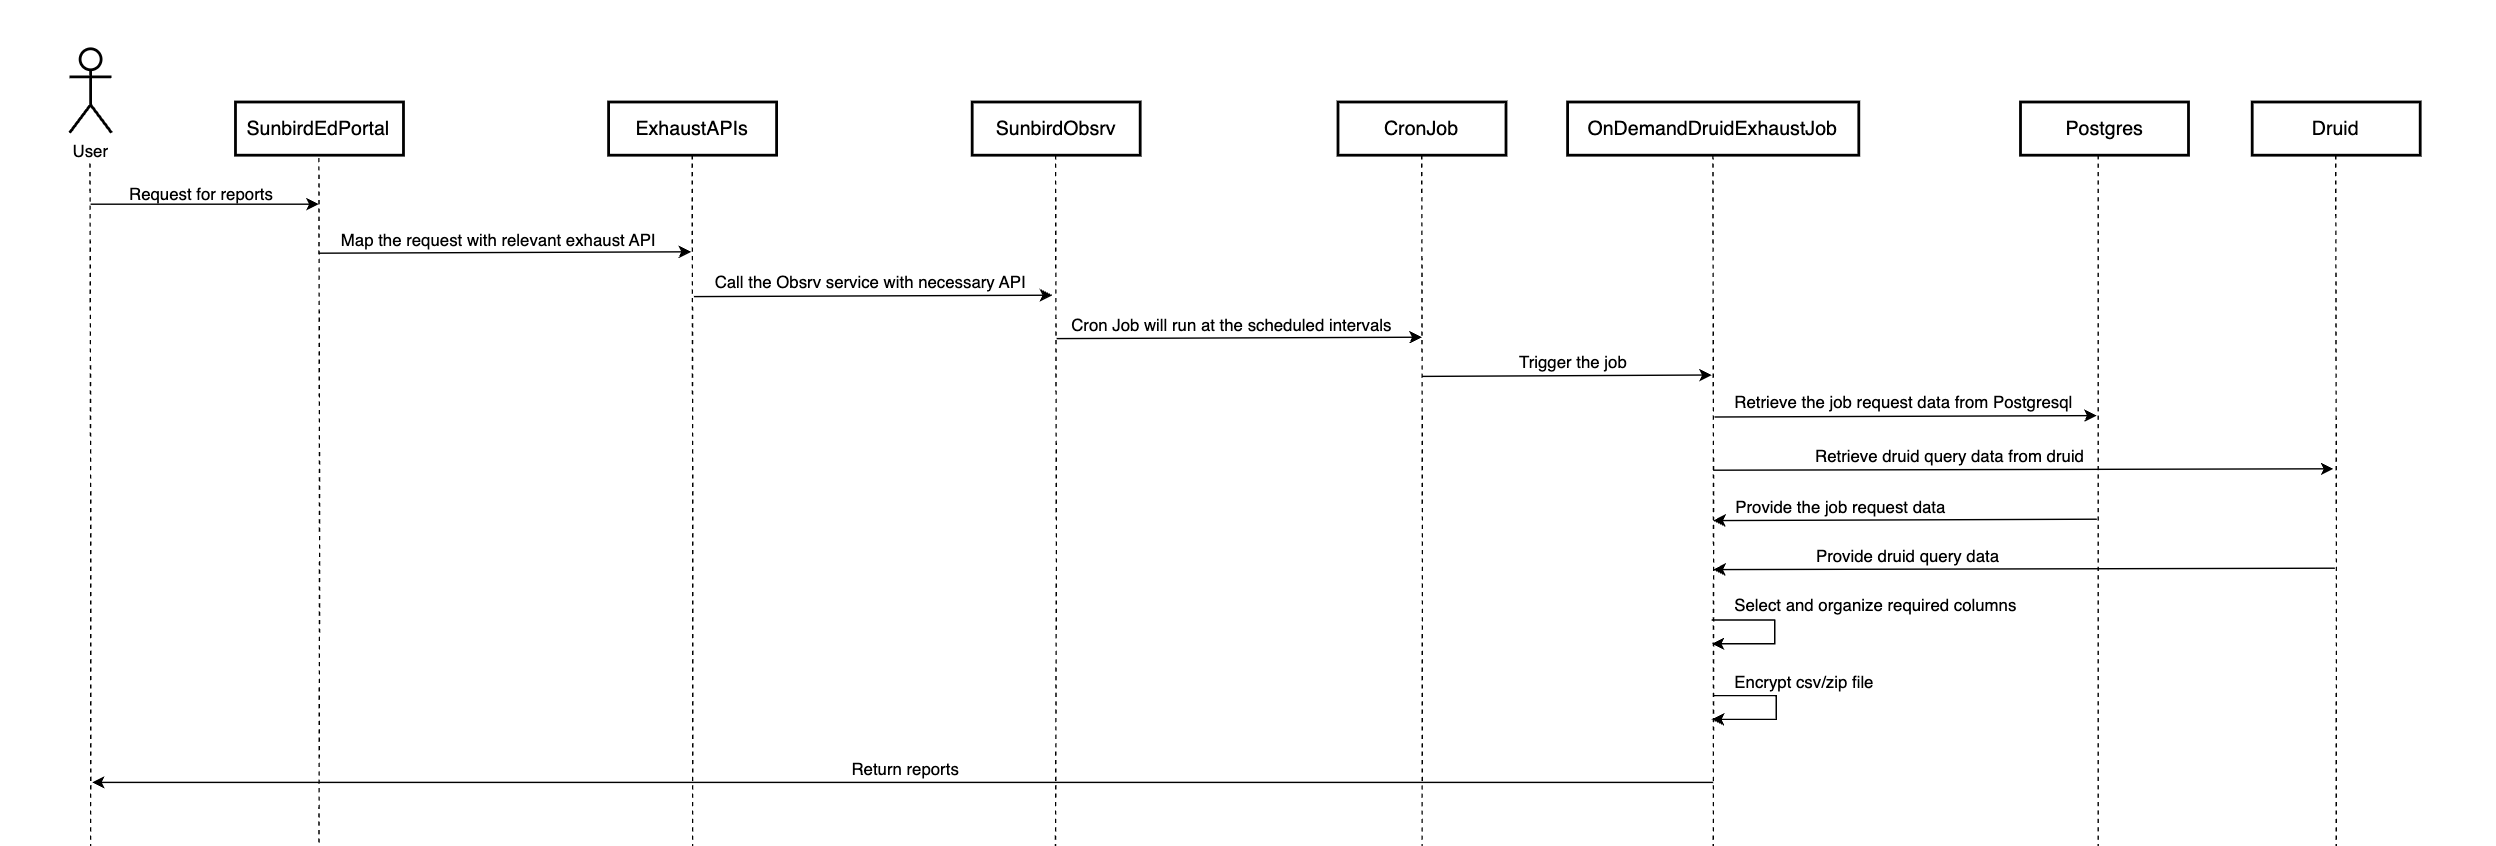 User
SunbirdEdPortal
ExhaustAPIs
SunbirdObsrv
CronJob
OnDemandDruidExhaustJob
Postgres
Druid
Request for reports
Map the request with relevant exhaust API
Call the Obsrv service with necessary API
Cron Job will run at the scheduled intervals
Trigger the job
Retrieve the job request data from Postgresql
Retrieve druid query data from druid
Provide the job request data
Provide druid query data
Select and organize required columns
Encrypt csv/zip file
Return reports